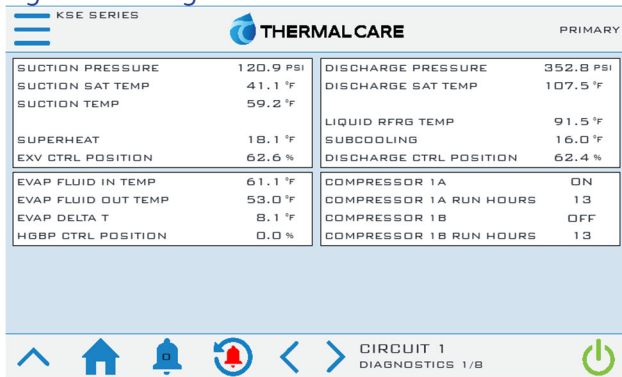 KSE SERIES
THERMALCARE
PRIMARY
SUCTION PRESSURE 120.9 PSI
SUCTION SAT TEMP 41.1 °F
SUCTION TEMP 59.2 °F
SUPERHEAT 18.1 °F
EXV CTRL POSITION 62.6 %
DISCHARGE PRESSURE 352.8 PSI
DISCHARGE SAT TEMP 107.5 °F
LIQUID RFRG TEMP 91.5 °F
SUBCOOLING 16.0 °F
DISCHARGE CTRL POSITION 62.4 %
EVAP FLUID IN TEMP 61.1 °F
EVAP FLUID OUT TEMP 53.0 °F
EVAP DELTA T 8.1 °F
HGBP CTRL POSITION 0.0 %
COMPRESSOR 1A ON
COMPRESSOR 1A RUN HOURS 13
COMPRESSOR 1B OFF
COMPRESSOR 1B RUN HOURS 13
0
CIRCUIT 1
DIAGNOSTICS 1/8